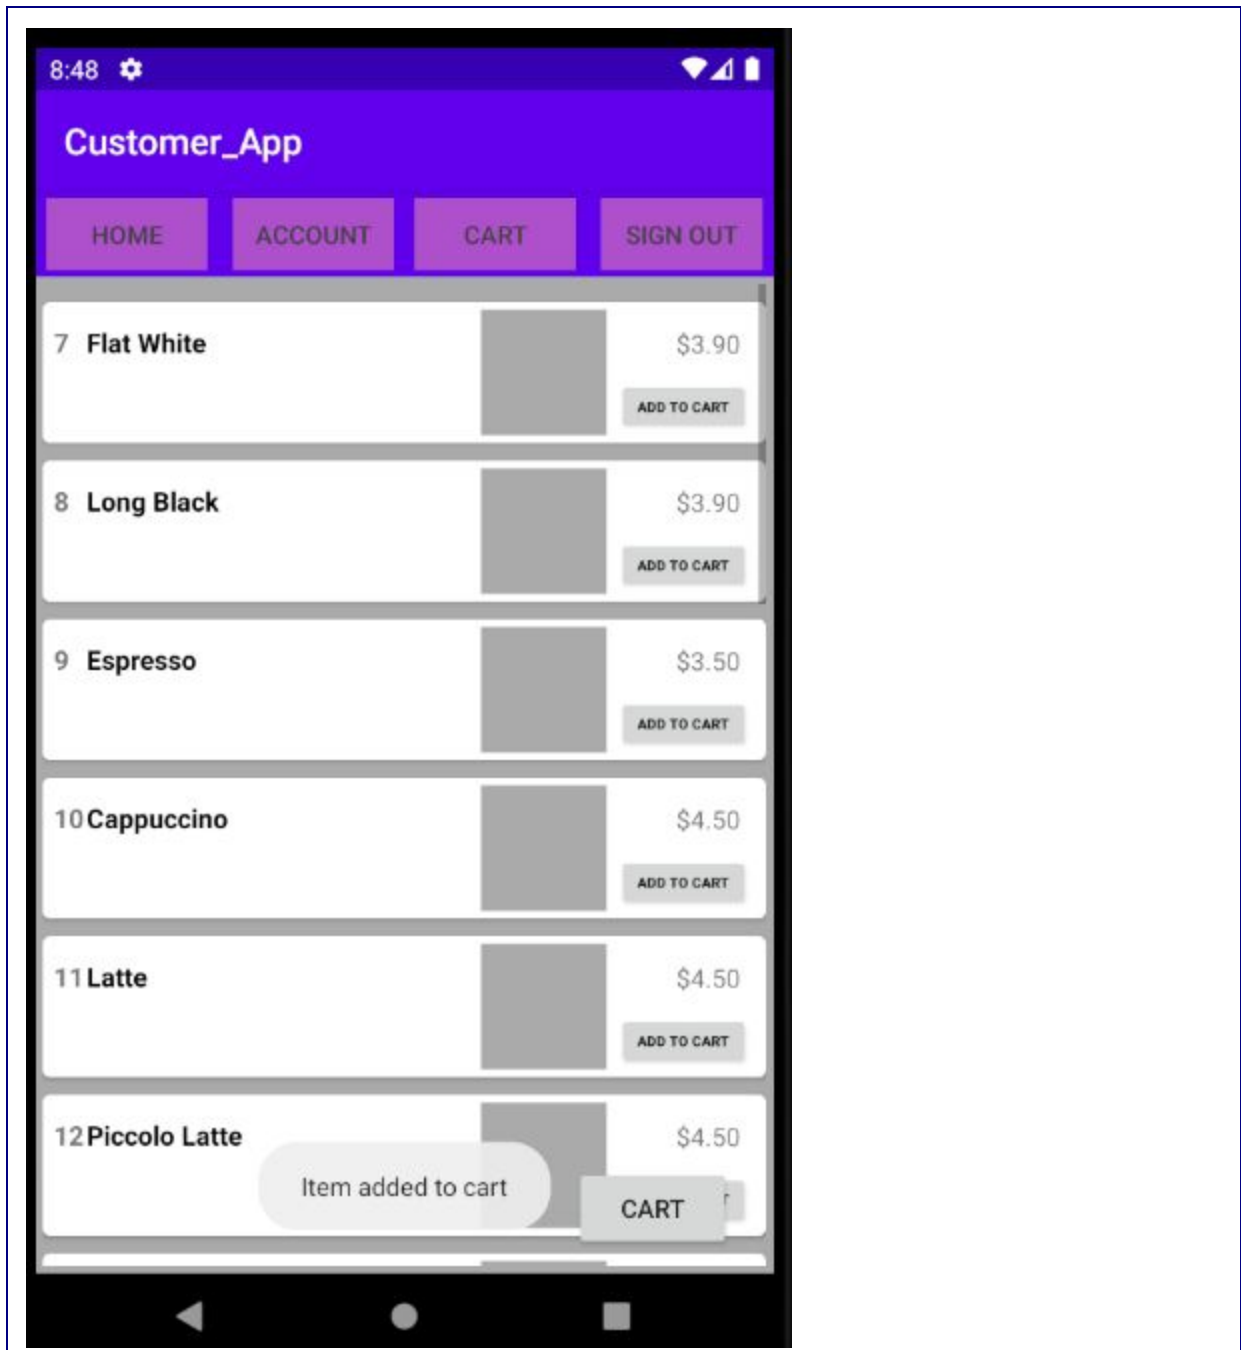 8:48
Customer_App
HOME ACCOUNT CART SIGN OUT
7 Flat White $3.90
ADD TO CART
8 Long Black $3.90
ADD TO CART
9 Espresso $3.50
ADD TO CART
10 Cappuccino $4.50
ADD TO CART
11 Latte $4.50
ADD TO CART
12 Piccolo Latte $4.50
Item added to cart
CART